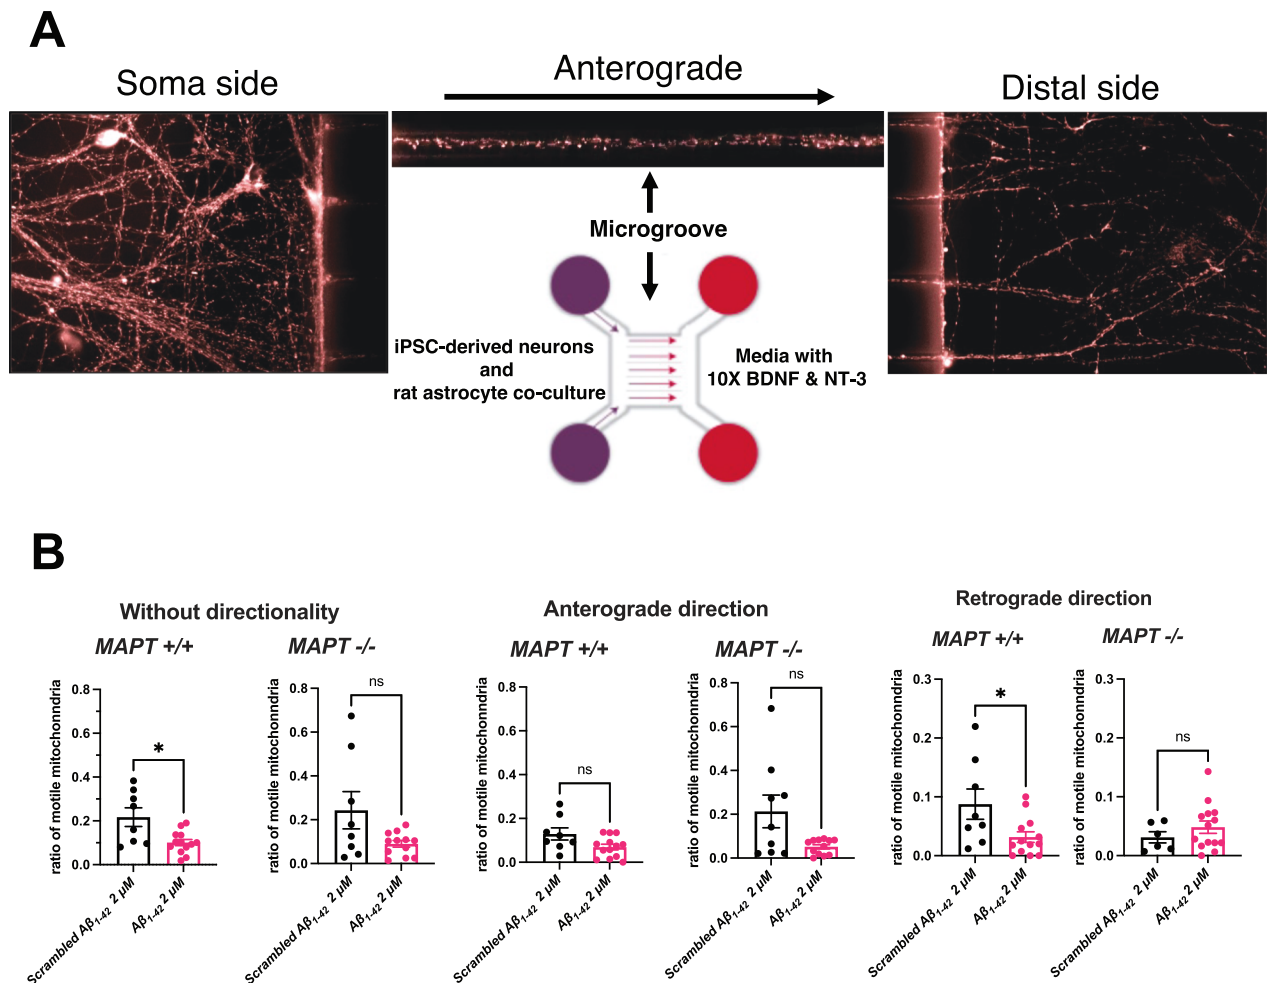 A
Soma side
Anterograde
Distal side
Microgroove
iPSC-derived neurons
and
rat astrocyte co-culture
Media with
10X BDNF & NT-3
B
Without directionality
Anterograde direction
Retrograde direction
MAPT +/+
MAPT -/-
MAPT +/+
MAPT -/-
MAPT +/+
MAPT -/-
ratio of motile mitochonndria
0.8
0.6
0.4
0.2
0.0
*
Scrambled Aβ1-42 2 μM
Aβ1-42 2 μM
ratio of motile mitochonndria
0.8
0.6
0.4
0.2
0.0
ns
Scrambled Aβ1-42 2 μM
Aβ1-42 2 μM
ratio of motile mitochonndria
0.8
0.6
0.4
0.2
0.0
ns
Scrambled Aβ1-42 2 μM
Aβ1-42 2 μM
ratio of motile mitochonndria
0.8
0.6
0.4
0.2
0.0
ns
Scrambled Aβ1-42 2 μM
Aβ1-42 2 μM
ratio of motile mitochonndria
0.3
0.2
0.1
0.0
*
Scrambled Aβ1-42 2 μM
Aβ1-42 2 μM
ratio of motile mitochonndria
0.3
0.2
0.1
0.0
ns
Scrambled Aβ1-42 2 μM
Aβ1-42 2 μM